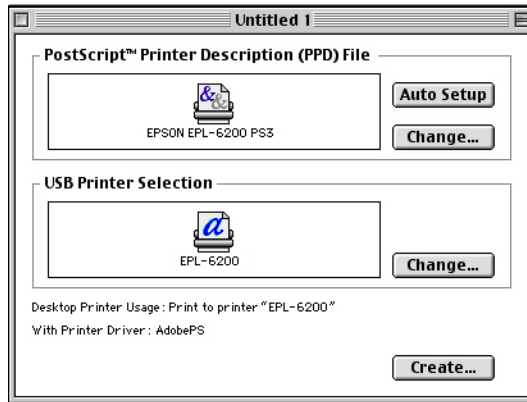 Untitled 1
PostScript™ Printer Description (PPD) File
EPSON EPL-6200 PS3
Auto Setup
Change...
USB Printer Selection
EPL-6200
Change...
Desktop Printer Usage : Print to printer "EPL-6200"
With Printer Driver : AdobePS
Create...